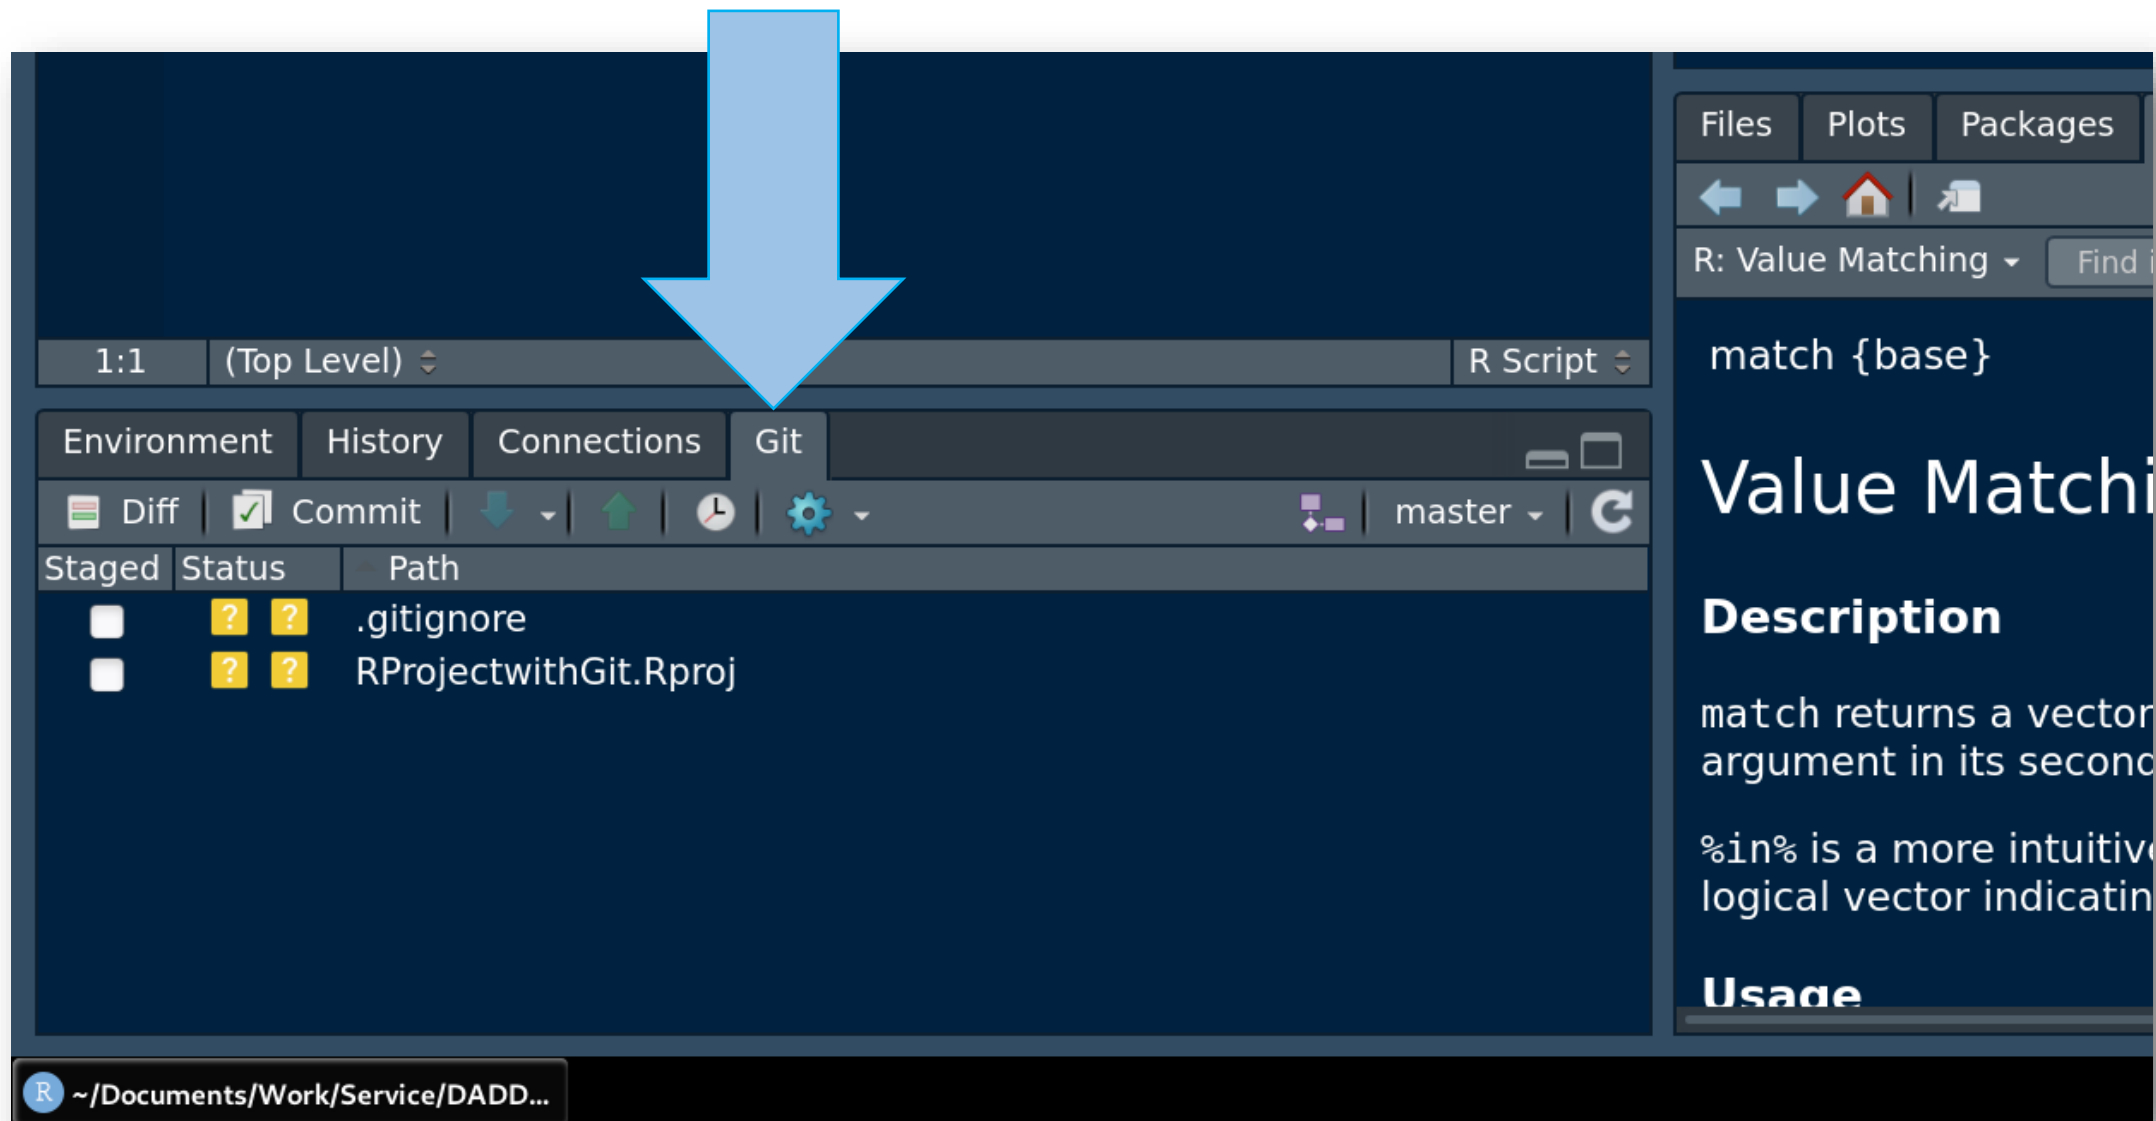 1:1 (Top Level) R Script
Environment History Connections Git
Diff Commit master
Staged Status Path
? ? .gitignore
? ? RProjectwithGit.Rproj
Files Plots Packages
R: Value Matching Find
match {base}
Value Matchi
Description
match returns a vector
argument in its second
%in% is a more intuitive
logical vector indicatin
Usage
R ~/Documents/Work/Service/DADD...